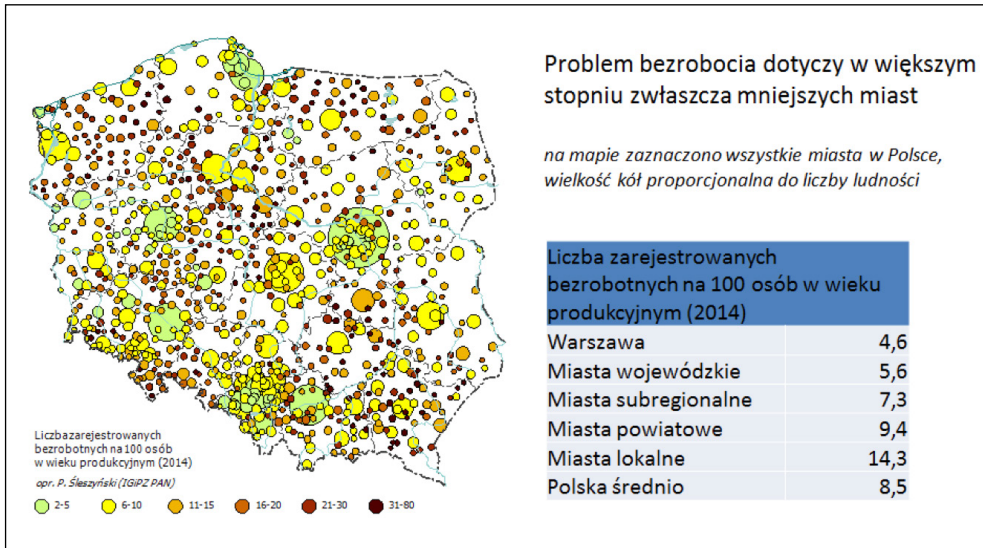 Problem bezrobocia dotyczy w większym
stopniu zwłaszcza mniejszych miast
na mapie zaznaczono wszystkie miasta w Polsce,
wielkość kół proporcjonalna do liczby ludności
Liczba zarejestrowanych
bezrobotnych na 100 osób w wieku
produkcyjnym (2014)
Warszawa 4,6
Miasta wojewódzkie 5,6
Miasta subregionalne 7,3
Miasta powiatowe 9,4
Miasta lokalne 14,3
Polska średnio 8,5
Liczbazarejestrowanych
bezrobotnych na 100 osób
w wieku produkcyjnym (2014)
opr. P. Śleszyński (IGiPZ PAN)
2-5 6-10 11-15 16-20 21-30 31-80